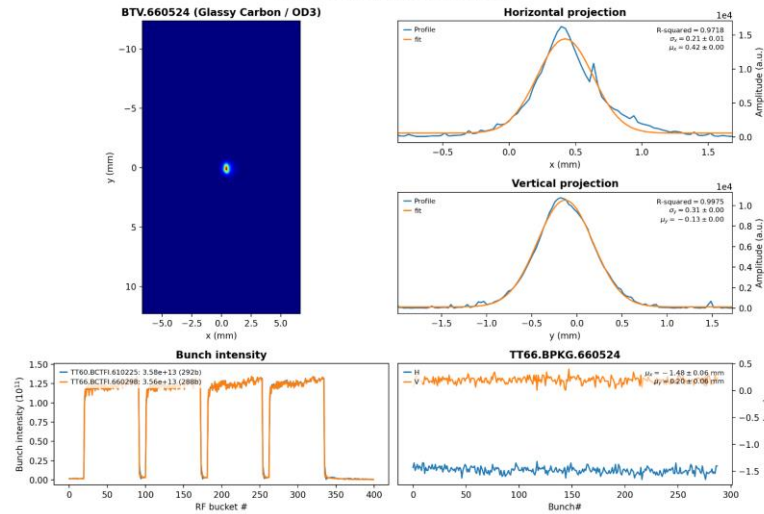 BTV.660524 (Glassy Carbon / OD3)
−10
−5
0
5
10
y (mm)
−5.0
−2.5
0.0
2.5
5.0
x (mm)
Horizontal projection
1e4
Profile
fit
R-squared = 0.9718
σₓ = 0.21 ± 0.01
μₓ = 0.42 ± 0.00
1.5
1.0
0.5
0.0
Amplitude (a.u.)
−0.5
0.0
0.5
1.0
1.5
x (mm)
Vertical projection
1e4
Profile
fit
R-squared = 0.9975
σᵧ = 0.31 ± 0.00
μᵧ = −0.13 ± 0.00
1.0
0.8
0.6
0.4
0.2
0.0
Amplitude (a.u.)
−1.5
−1.0
−0.5
0.0
0.5
1.0
1.5
y (mm)
Bunch intensity
TT60.BCTFI.610225: 3.58e+13 (292b)
TT66.BCTFI.660298: 3.56e+13 (288b)
1.50
1.25
1.00
0.75
0.50
0.25
0.00
Bunch intensity (10¹¹)
0
100
200
300
400
RF bucket #
TT66.BPKG.660524
H
V
μₓ = −1.48 ± 0.06 mm
μᵧ = 0.20 ± 0.06 mm
0.5
0.0
−0.5
−1.0
−1.5
0
50
100
150
200
250
300
Bunch#